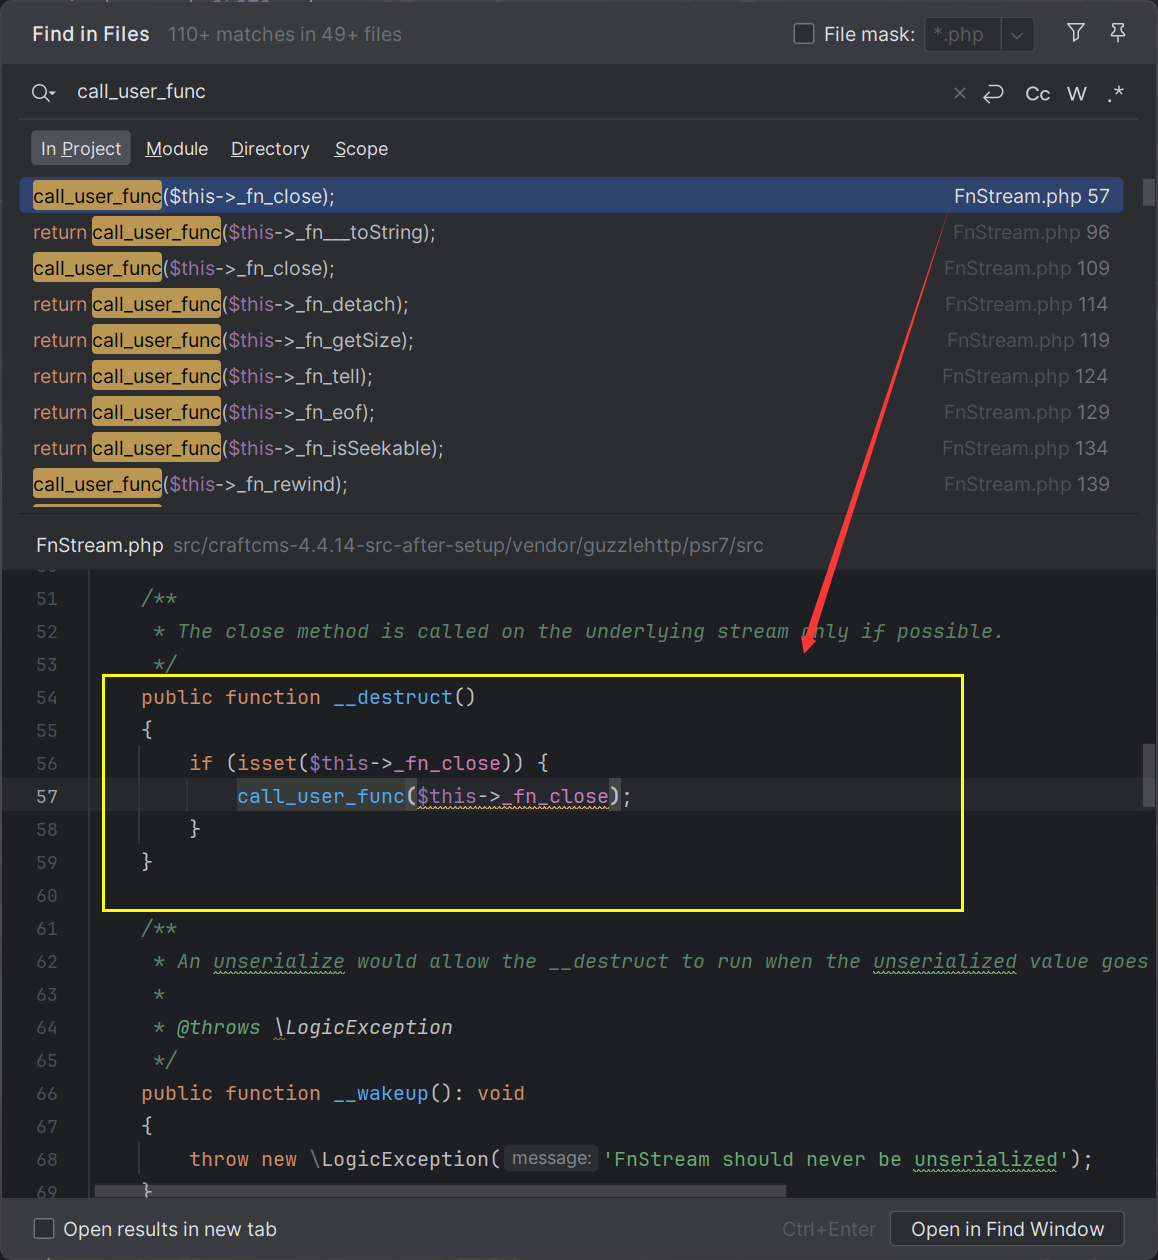 Find in Files 110+ matches in 49+ files File mask: *.php
call_user_func Cc W .*
In Project Module Directory Scope
call_user_func($this->_fn_close); FnStream.php 57
return call_user_func($this->_fn___toString); FnStream.php 96
call_user_func($this->_fn_close); FnStream.php 109
return call_user_func($this->_fn_detach); FnStream.php 114
return call_user_func($this->_fn_getSize); FnStream.php 119
return call_user_func($this->_fn_tell); FnStream.php 124
return call_user_func($this->_fn_eof); FnStream.php 129
return call_user_func($this->_fn_isSeekable); FnStream.php 134
call_user_func($this->_fn_rewind); FnStream.php 139
FnStream.php src/craftcms-4.4.14-src-after-setup/vendor/guzzlehttp/psr7/src
51 /**
52 * The close method is called on the underlying stream only if possible.
53 */
54 public function __destruct()
55 {
56 if (isset($this->_fn_close)) {
57 call_user_func($this->_fn_close);
58 }
59 }
60
61 /**
62 * An unserialize would allow the __destruct to run when the unserialized value goes
63 *
64 * @throws \LogicException
65 */
66 public function __wakeup(): void
67 {
68 throw new \LogicException( message: 'FnStream should never be unserialized');
69 }
Open results in new tab Ctrl+Enter Open in Find Window